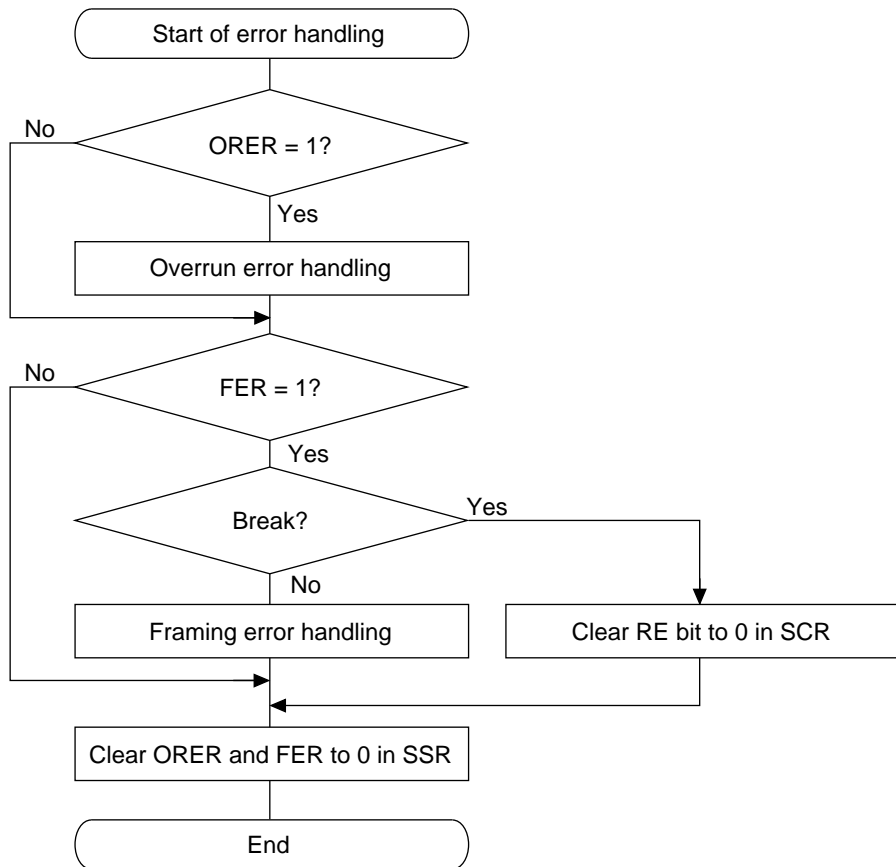 Start of error handling
No
ORER = 1?
Yes
Overrun error handling
No
FER = 1?
Yes
Break?
Yes
No
Framing error handling
Clear RE bit to 0 in SCR
Clear ORER and FER to 0 in SSR
End